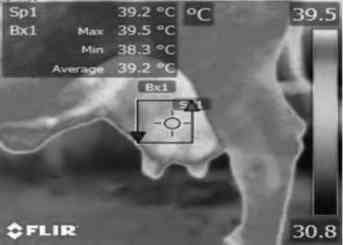 Sp1 39.2 °C °C 39.5
Bx1 Max 39.5 °C
Min 38.3 °C
Average 39.2 °C
Bx1
FLIR
30.8